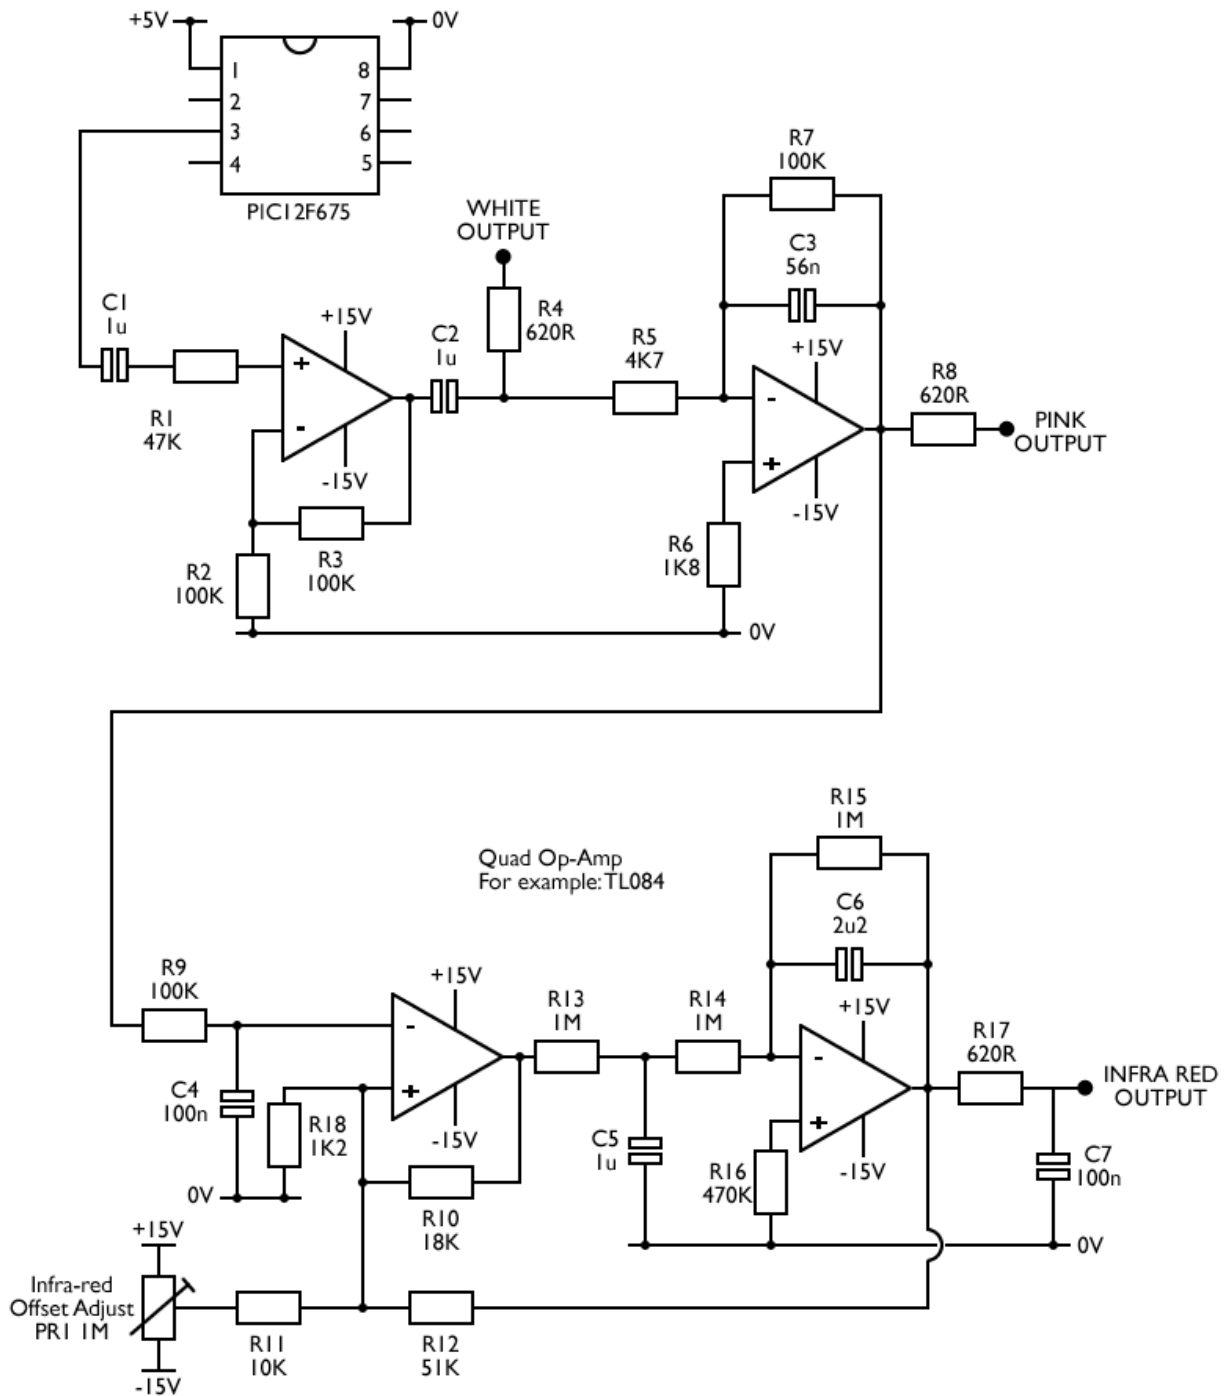 +5V
0V
1
8
2
7
3
6
4
5
PIC12F675
R7
100K
WHITE
OUTPUT
C3
56n
C1
1u
R4
620R
+15V
C2
1u
R5
4K7
+15V
+
-
R1
47K
-15V
-
+
R8
620R
PINK
OUTPUT
-15V
R3
100K
R2
100K
R6
1K8
0V
R15
1M
Quad Op-Amp
For example: TL084
C6
2u2
R9
100K
+15V
R13
1M
R14
1M
+15V
R17
620R
-
+
-
+
INFRA RED
OUTPUT
C4
100n
R18
1K2
-15V
C5
1u
R16
470K
-15V
C7
100n
0V
R10
18K
0V
+15V
Infra-red
Offset Adjust
PR1 1M
R11
10K
R12
51K
-15V